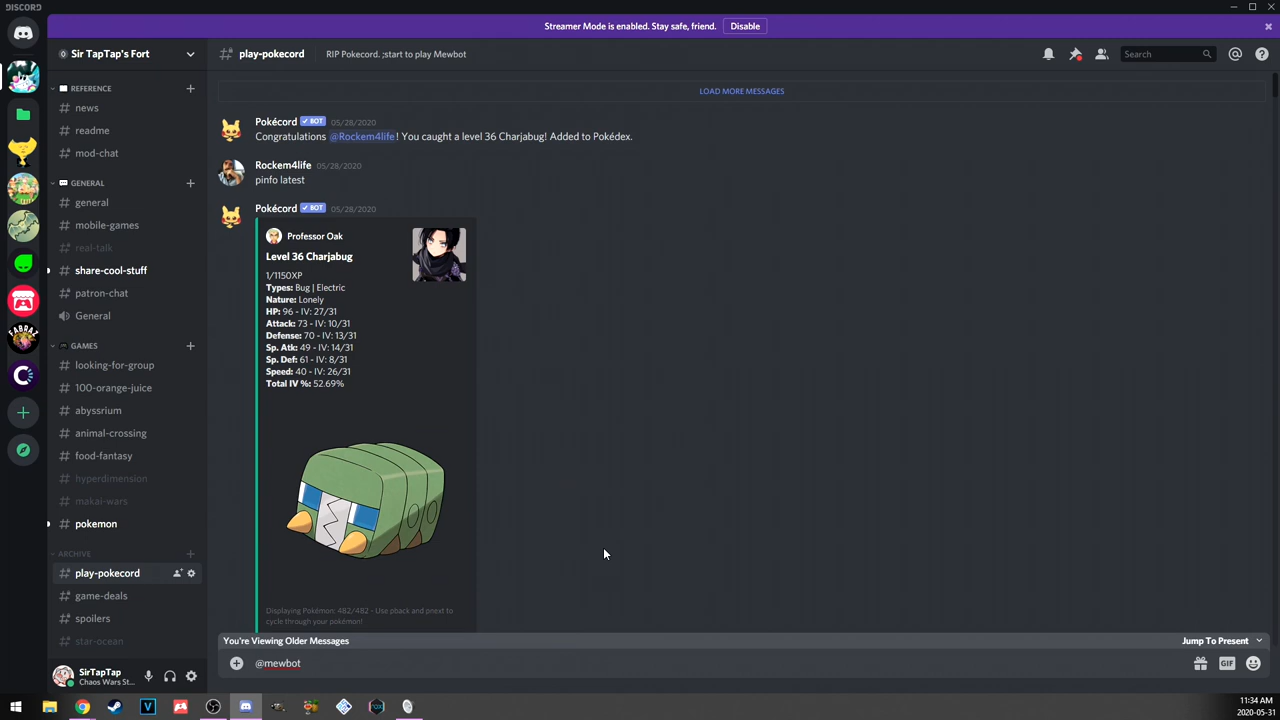 DISCORD
Streamer Mode is enabled. Stay safe, friend. Disable
Sir TapTap's Fort
play-pokecord RIP Pokecord. ;start to play Mewbot
Search
REFERENCE
news
readme
mod-chat
GENERAL
general
mobile-games
real-talk
share-cool-stuff
patron-chat
General
GAMES
looking-for-group
100-orange-juice
abyssrium
animal-crossing
food-fantasy
hyperdimension
makai-wars
pokemon
ARCHIVE
play-pokecord
game-deals
spoilers
star-ocean
SirTapTap
Chaos Wars St...
FABRAZ
LOAD MORE MESSAGES
Pokécord BOT 05/28/2020
Congratulations @Rockem4life! You caught a level 36 Charjabug! Added to Pokédex.
Rockem4life 05/28/2020
pinfo latest
Pokécord BOT 05/28/2020
Professor Oak
Level 36 Charjabug
1/1150XP
Types: Bug | Electric
Nature: Lonely
HP: 96 - IV: 27/31
Attack: 73 - IV: 10/31
Defense: 70 - IV: 13/31
Sp. Atk: 49 - IV: 14/31
Sp. Def: 61 - IV: 8/31
Speed: 40 - IV: 26/31
Total IV %: 52.69%
Displaying Pokémon: 482/482 - Use pback and pnext to
cycle through your pokémon!
You're Viewing Older Messages Jump To Present
@mewbot
GIF
11:34 AM
2020-05-31